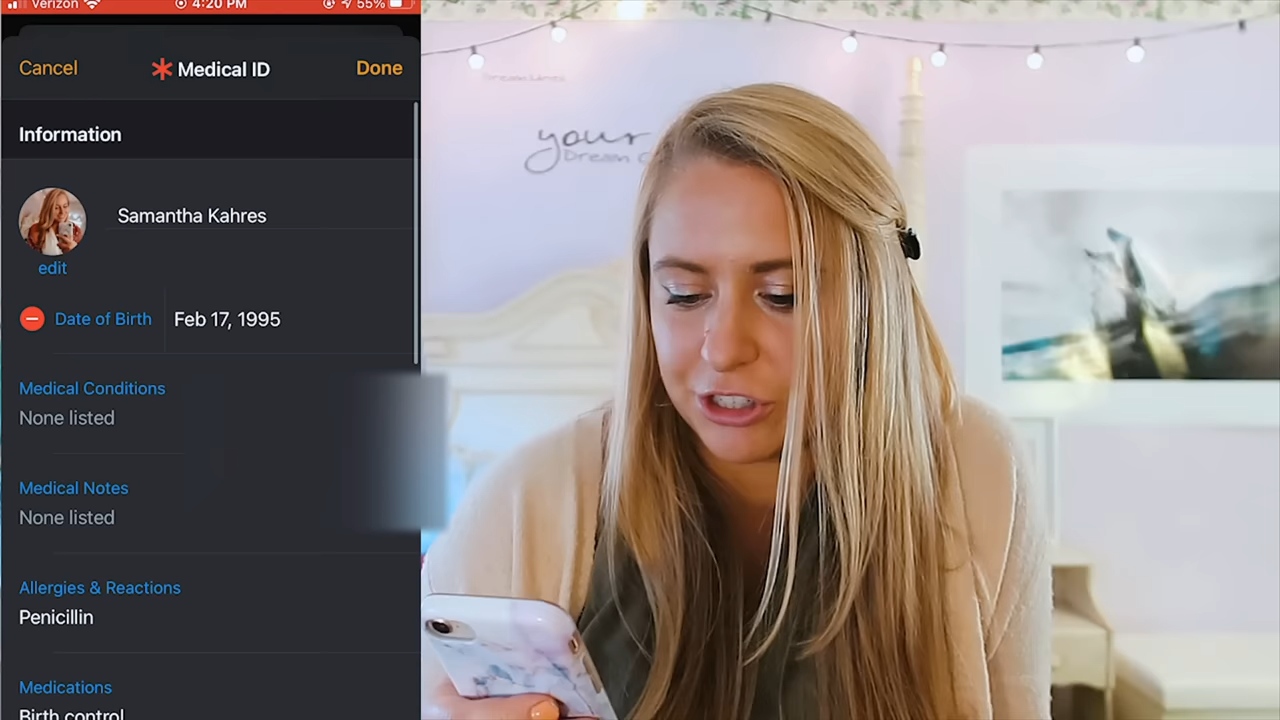 Verizon 4:20 PM 55%
Cancel Medical ID Done
Information
Samantha Kahres
edit
Date of Birth Feb 17, 1995
Medical Conditions
None listed
Medical Notes
None listed
Allergies & Reactions
Penicillin
Medications
Birth control
your
Dream